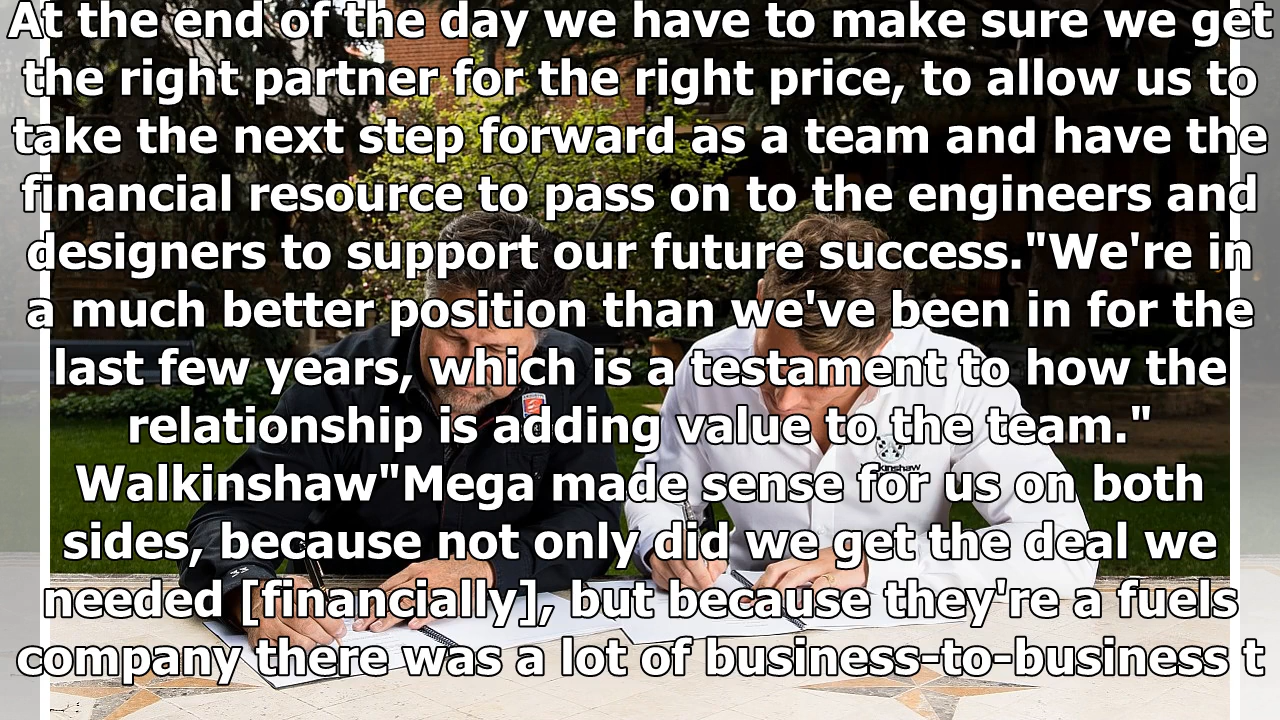 At the end of the day we have to make sure we get
the right partner for the right price, to allow us to
take the next step forward as a team and have the
financial resource to pass on to the engineers and
designers to support our future success."We're in
a much better position than we've been in for the
last few years, which is a testament to how the
relationship is adding value to the team."
Walkinshaw"Mega made sense for us on both
sides, because not only did we get the deal we
needed [financially], but because they're a fuels
company there was a lot of business-to-business t